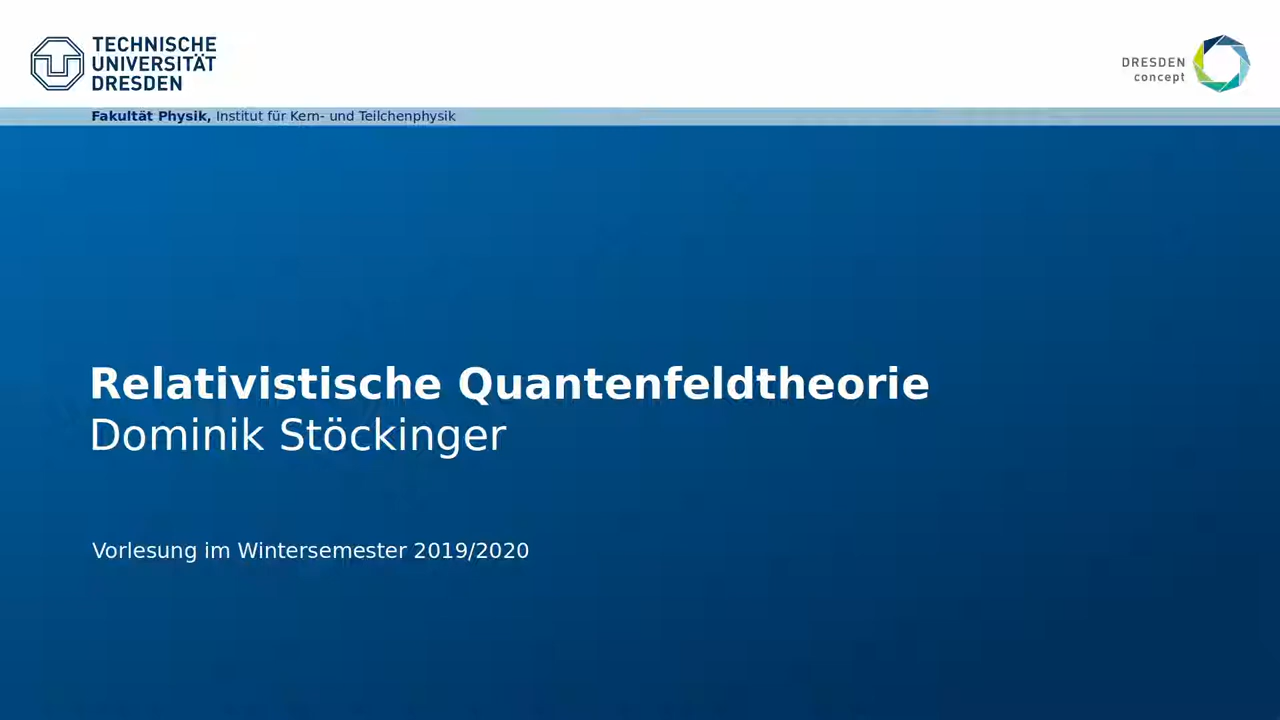 TECHNISCHE
UNIVERSITÄT
DRESDEN
DRESDEN
concept
Fakultät Physik, Institut für Kern- und Teilchenphysik
Relativistische Quantenfeldtheorie
Dominik Stöckinger
Vorlesung im Wintersemester 2019/2020